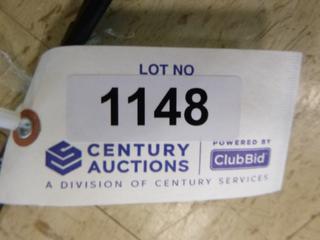 LOT NO
1148
CENTURY
AUCTIONS
POWERED BY
ClubBid
A DIVISION OF CENTURY SERVICES